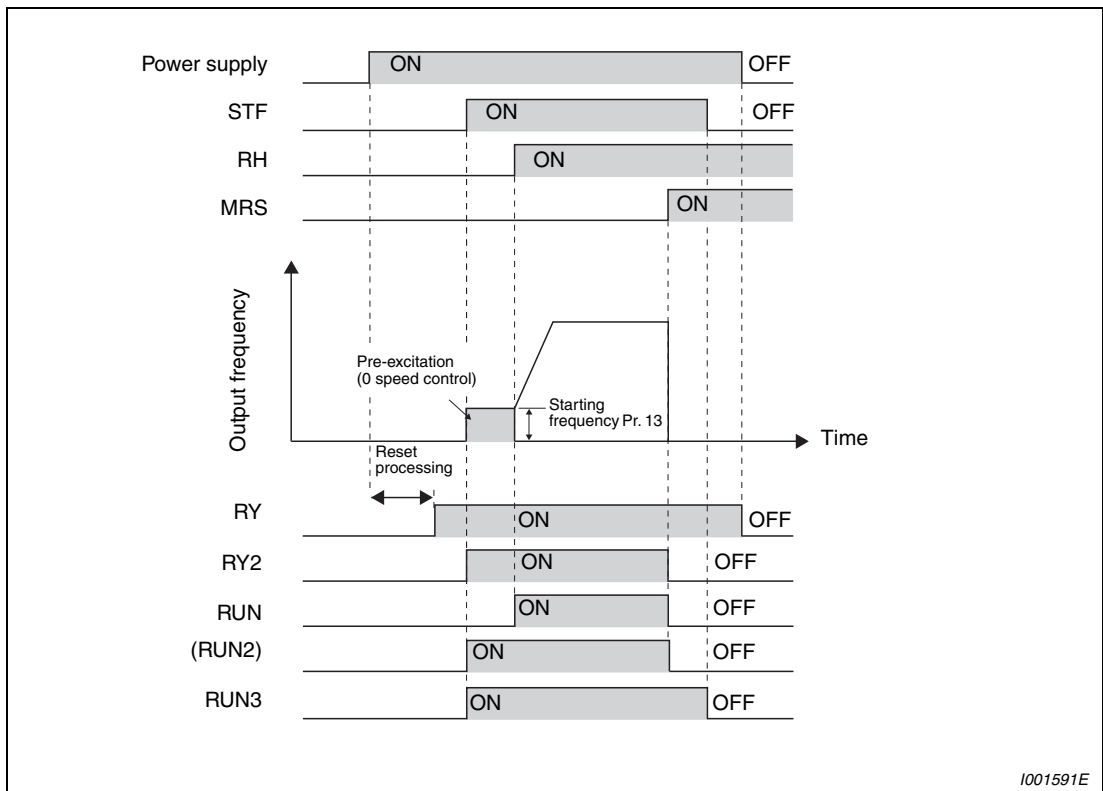 Power supply ON OFF
STF ON OFF
RH ON
MRS ON
Output frequency
Pre-excitation
(0 speed control)
Starting
frequency Pr. 13
Time
Reset
processing
RY ON OFF
RY2 ON OFF
RUN ON OFF
(RUN2) ON OFF
RUN3 ON OFF
I001591E